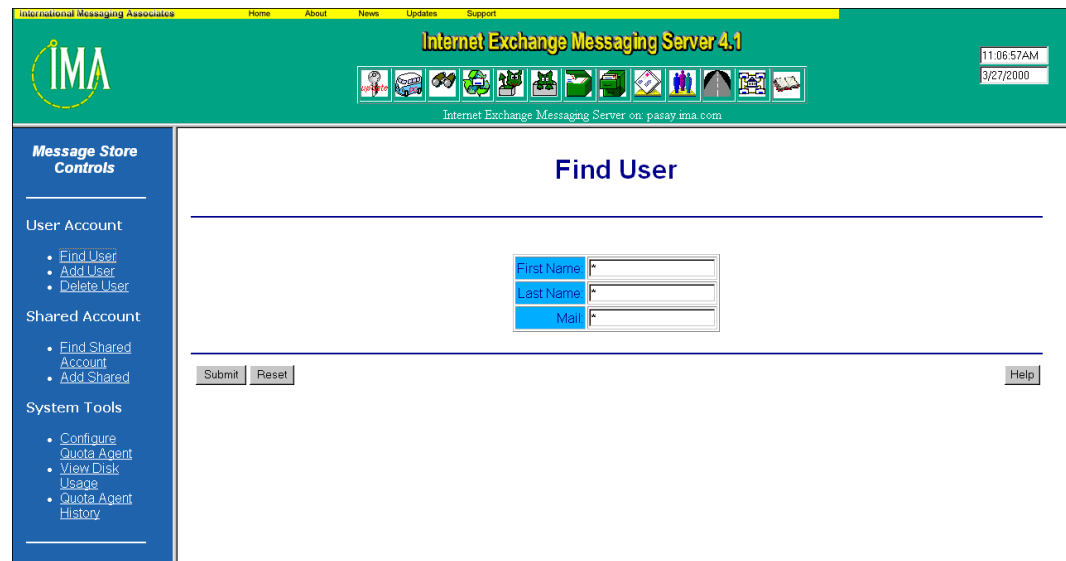 International Messaging Associates Home About News Updates Support
Internet Exchange Messaging Server 4.1
IMA
11:06:57AM
3/27/2000
update
Internet Exchange Messaging Server on: pasay.ima.com
Message Store
Controls
User Account
Find User
Add User
Delete User
Shared Account
Find Shared
Account
Add Shared
System Tools
Configure
Quota Agent
View Disk
Usage
Quota Agent
History
Find User
First Name: *
Last Name: *
Mail: *
Submit Reset Help